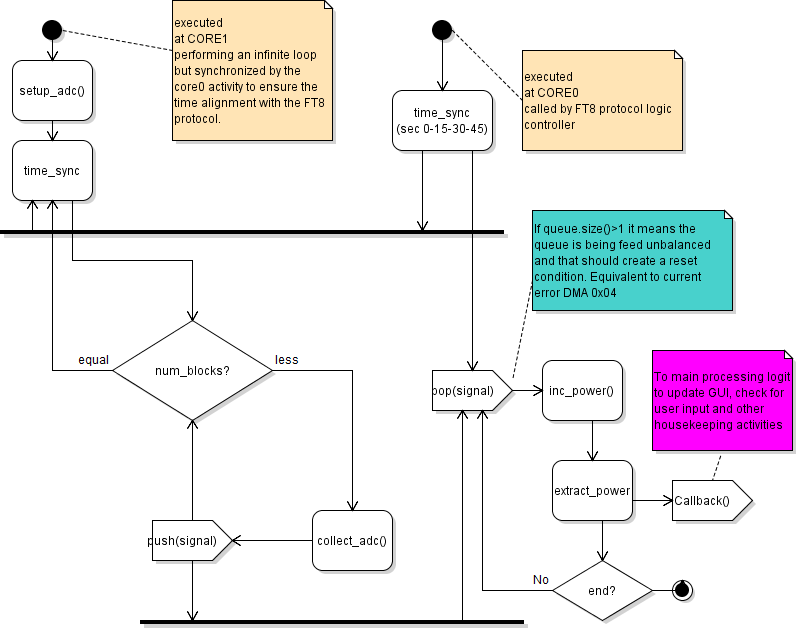 executed
at CORE1
performing an infinite loop
but synchronized by the
core0 activity to ensure the
time alignment with the FT8
protocol.
executed
at CORE0
called by FT8 protocol logic
controller
setup_adc()
time_sync
(sec 0-15-30-45)
time_sync
If queue.size()>1 it means the
queue is being feed unbalanced
and that should create a reset
condition. Equivalent to current
error DMA 0x04
equal
num_blocks?
less
pop(signal)
inc_power()
To main processing logit
to update GUI, check for
user input and other
housekeeping activities
extract_power
Callback()
push(signal)
collect_adc()
No
end?